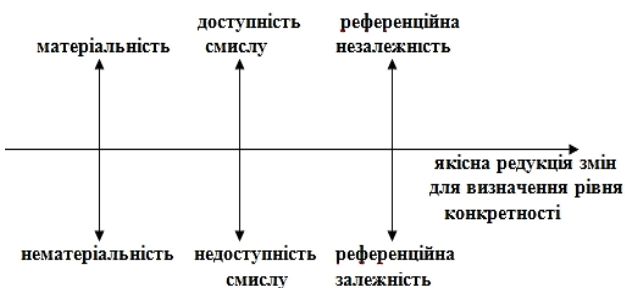 матеріальність
доступність
смислу
референційна
незалежність
якісна редукція змін
для визначення рівня
конкретності
нематеріальність
недоступність
смислу
референційна
залежність